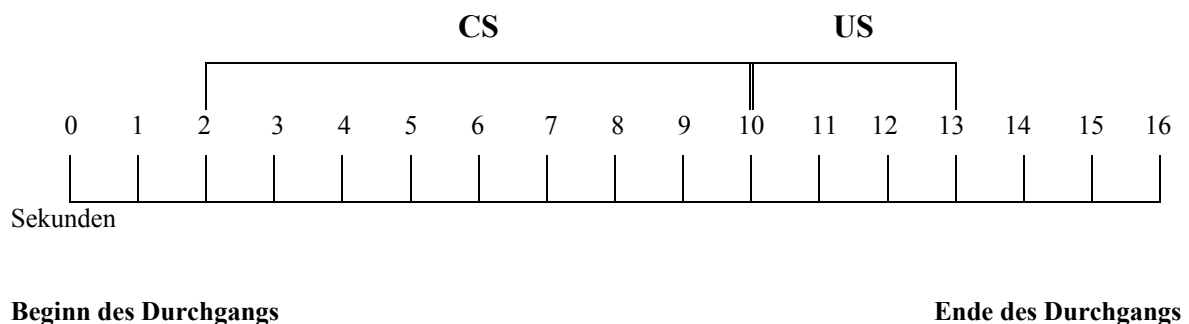 CS US
0 1 2 3 4 5 6 7 8 9 10 11 12 13 14 15 16
Sekunden
Beginn des Durchgangs Ende des Durchgangs